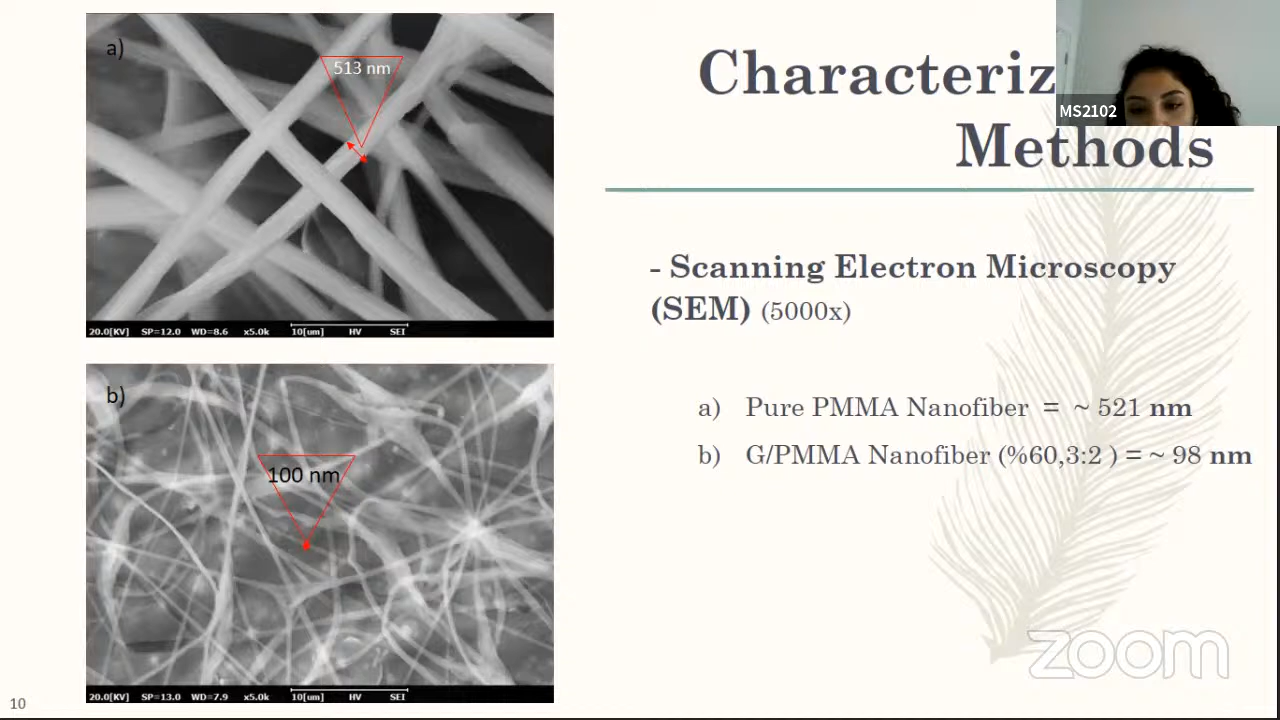 a)
513 nm
20.0[KV] SP=12.0 WD=8.6 x5.0k 10[um] HV SEI
b)
100 nm
20.0[KV] SP=13.0 WD=7.9 x5.0k 10[um] HV SEI
10
Characteriz
Methods
MS2102
- Scanning Electron Microscopy
(SEM) (5000x)
a) Pure PMMA Nanofiber = ~ 521 nm
b) G/PMMA Nanofiber (%60,3:2 ) = ~ 98 nm
zoom